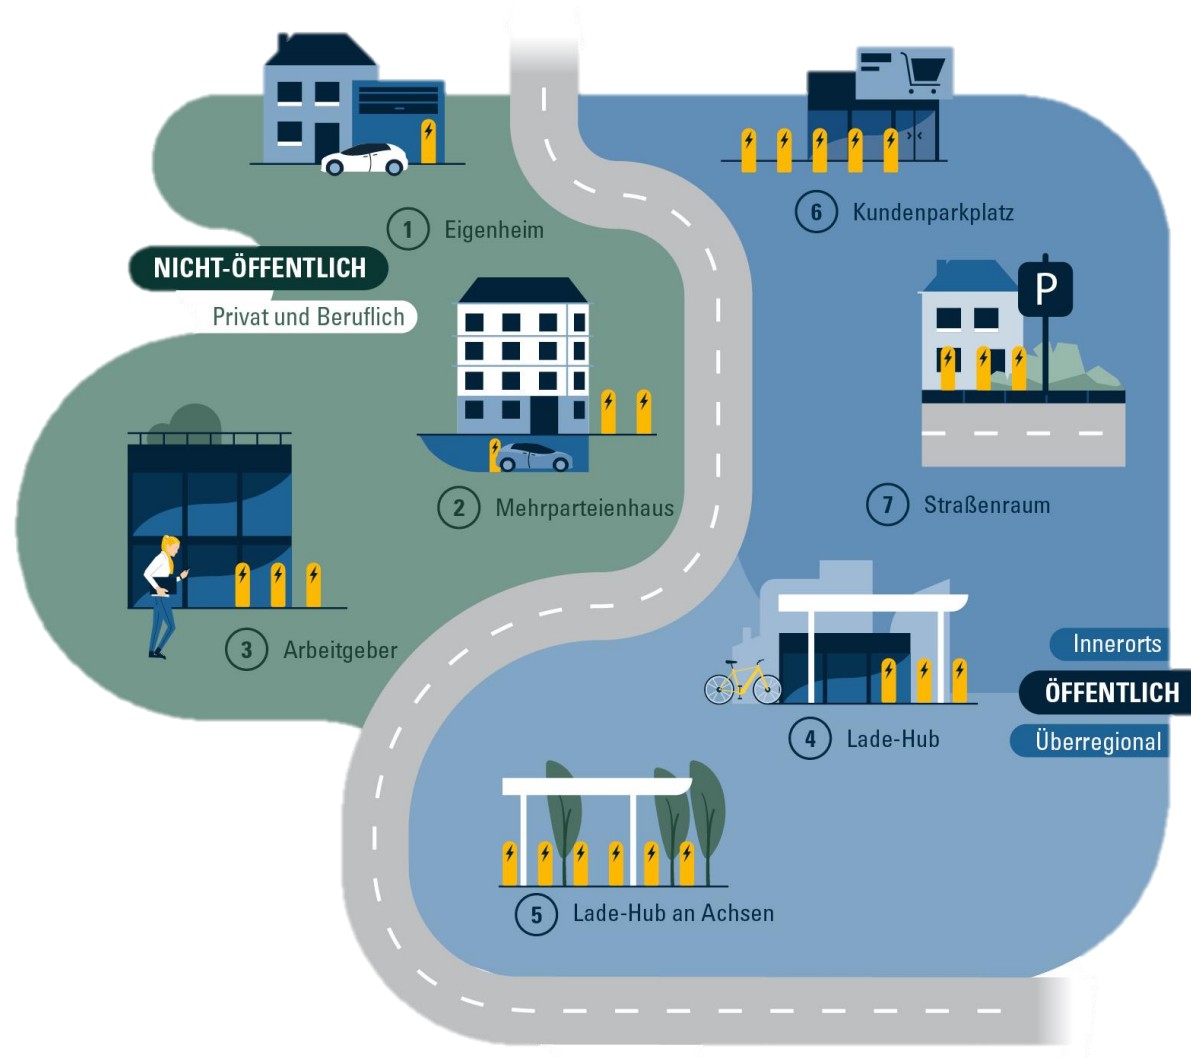 1 Eigenheim
NICHT-ÖFFENTLICH
Privat und Beruflich
2 Mehrparteienhaus
3 Arbeitgeber
6 Kundenparkplatz
P
7 Straßenraum
Innerorts
ÖFFENTLICH
Überregional
4 Lade-Hub
5 Lade-Hub an Achsen